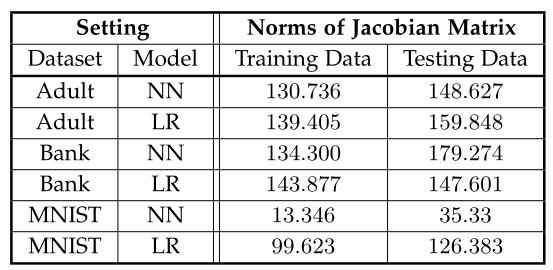 Setting Norms of Jacobian Matrix
Dataset Model Training Data Testing Data
Adult NN 130.736 148.627
Adult LR 139.405 159.848
Bank NN 134.300 179.274
Bank LR 143.877 147.601
MNIST NN 13.346 35.33
MNIST LR 99.623 126.383